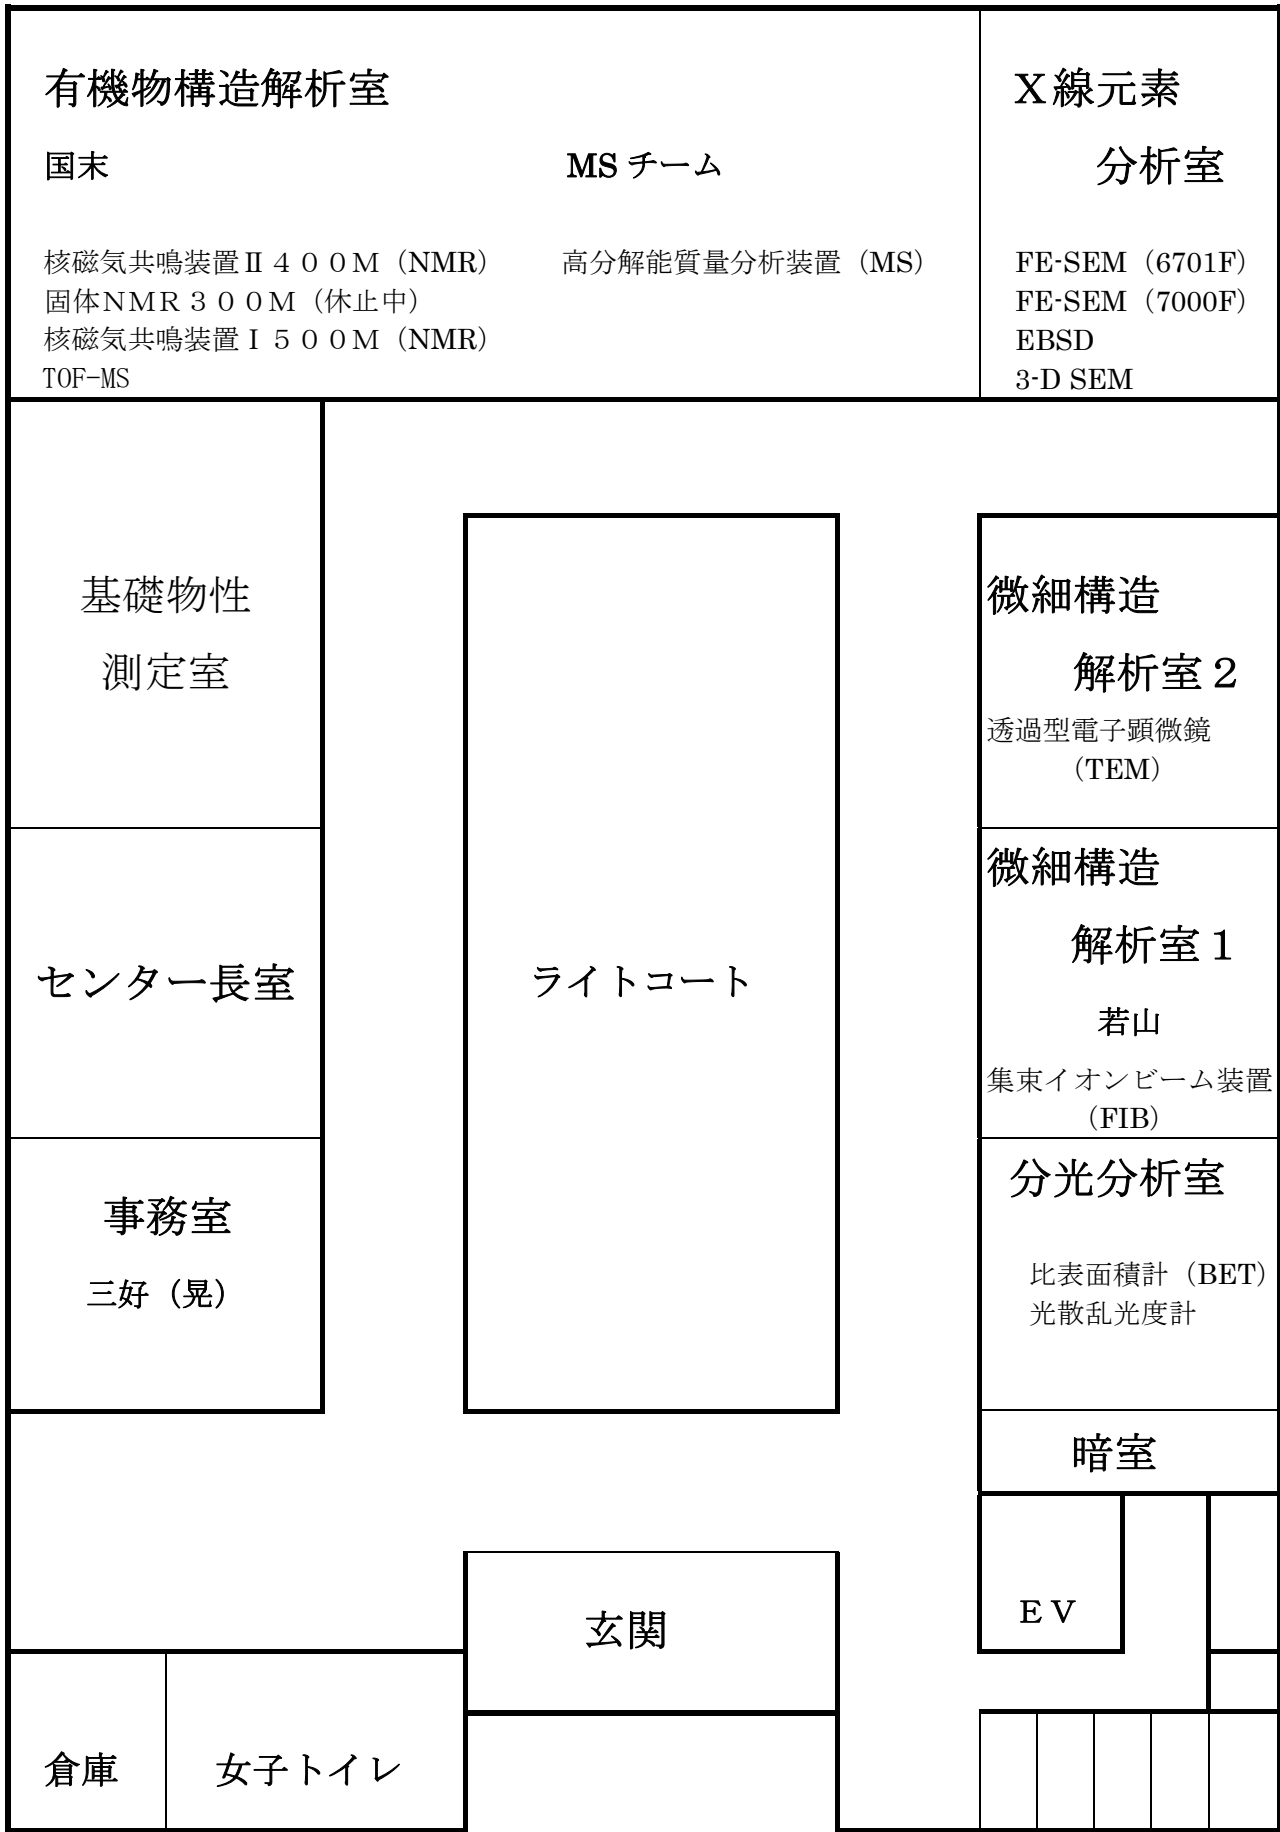 有機物構造解析室
国末
MS チーム
核磁気共鳴装置Ⅱ４００Ｍ（NMR）
固体ＮＭＲ３００Ｍ（休止中）
核磁気共鳴装置Ⅰ５００Ｍ（NMR）
TOF-MS
高分解能質量分析装置（MS）
Ｘ線元素
分析室
FE-SEM（6701F）
FE-SEM（7000F）
EBSD
3-D SEM
基礎物性
測定室
微細構造
解析室２
透過型電子顕微鏡
（TEM）
センター長室
ライトコート
微細構造
解析室１
若山
集束イオンビーム装置
（FIB）
事務室
三好（晃）
分光分析室
比表面積計（BET）
光散乱光度計
暗室
ＥＶ
玄関
倉庫
女子トイレ